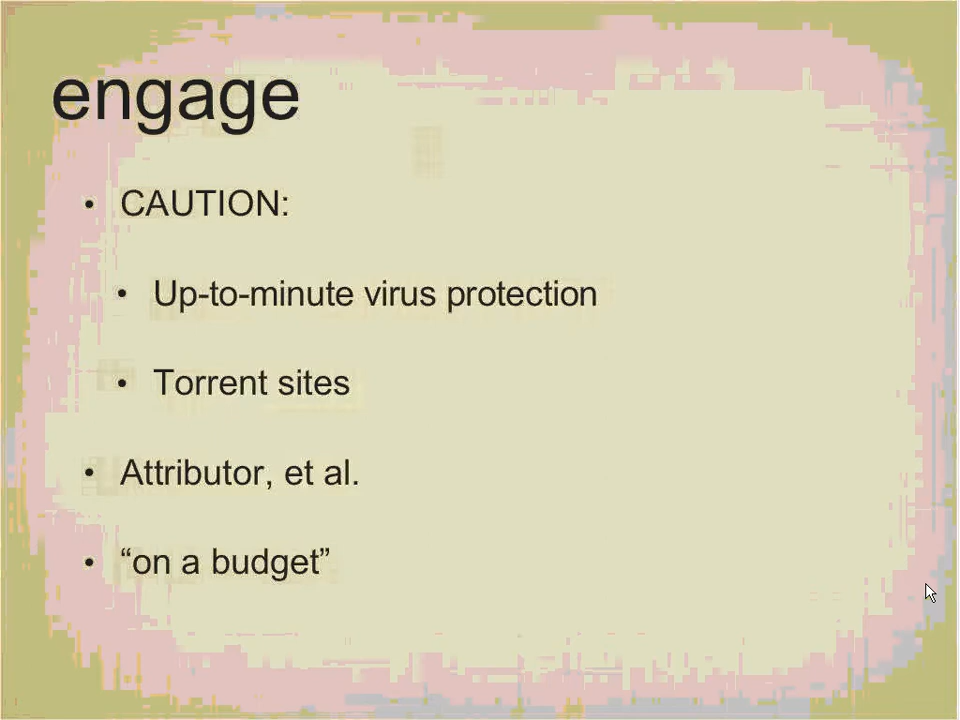 engage
• CAUTION:
• Up-to-minute virus protection
• Torrent sites
• Attributor, et al.
• “on a budget”